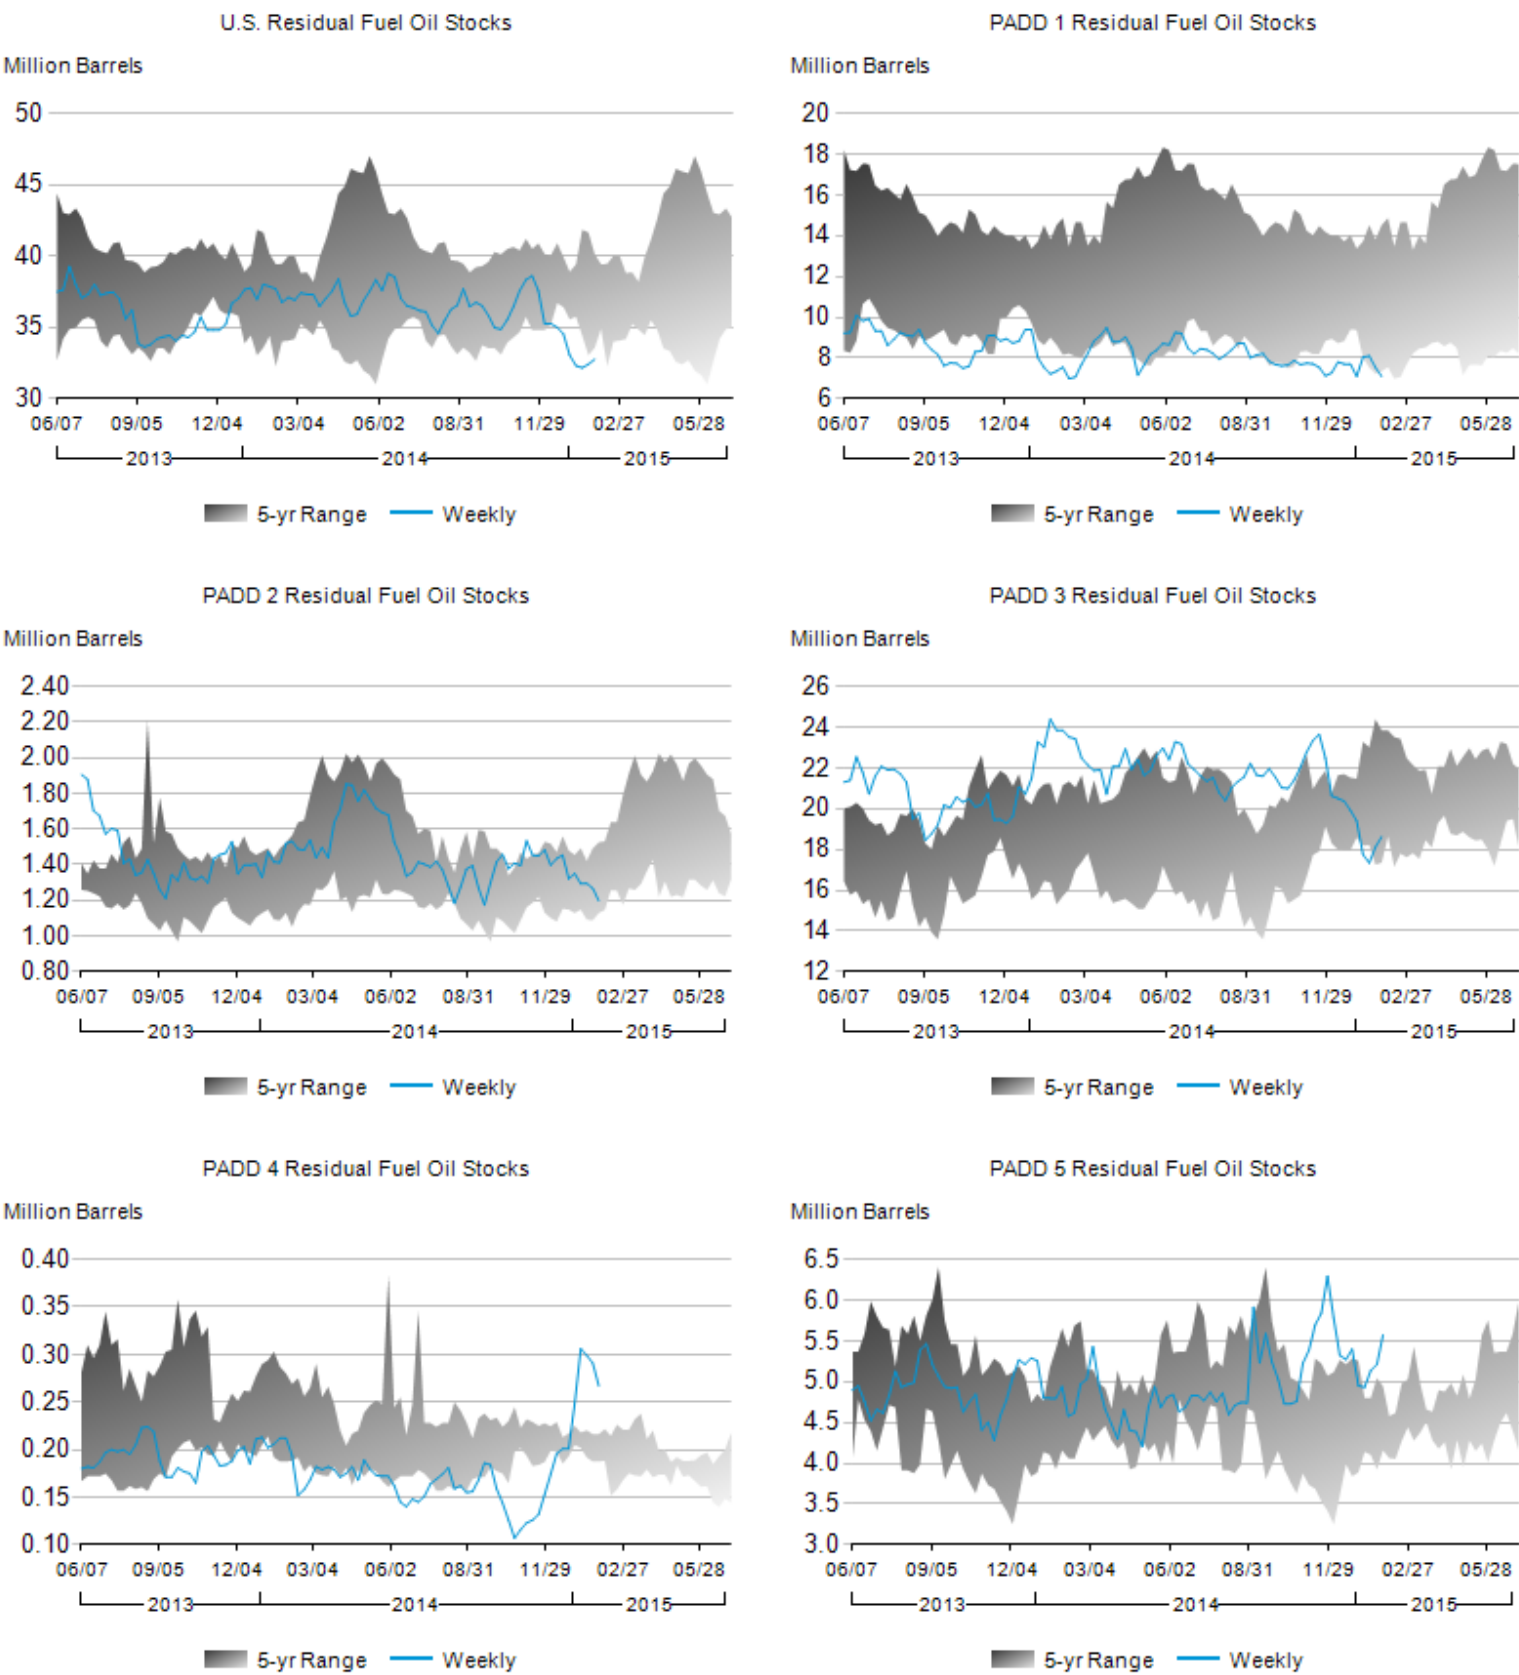 U.S. Residual Fuel Oil Stocks
Million Barrels
50
45
40
35
30
06/07 09/05 12/04 03/04 06/02 08/31 11/29 02/27 05/28
2013 2014 2015
5-yr Range Weekly
PADD 1 Residual Fuel Oil Stocks
Million Barrels
20
18
16
14
12
10
8
6
06/07 09/05 12/04 03/04 06/02 08/31 11/29 02/27 05/28
2013 2014 2015
5-yr Range Weekly
PADD 2 Residual Fuel Oil Stocks
Million Barrels
2.40
2.20
2.00
1.80
1.60
1.40
1.20
1.00
0.80
06/07 09/05 12/04 03/04 06/02 08/31 11/29 02/27 05/28
2013 2014 2015
5-yr Range Weekly
PADD 3 Residual Fuel Oil Stocks
Million Barrels
26
24
22
20
18
16
14
12
06/07 09/05 12/04 03/04 06/02 08/31 11/29 02/27 05/28
2013 2014 2015
5-yr Range Weekly
PADD 4 Residual Fuel Oil Stocks
Million Barrels
0.40
0.35
0.30
0.25
0.20
0.15
0.10
06/07 09/05 12/04 03/04 06/02 08/31 11/29 02/27 05/28
2013 2014 2015
5-yr Range Weekly
PADD 5 Residual Fuel Oil Stocks
Million Barrels
6.5
6.0
5.5
5.0
4.5
4.0
3.5
3.0
06/07 09/05 12/04 03/04 06/02 08/31 11/29 02/27 05/28
2013 2014 2015
5-yr Range Weekly